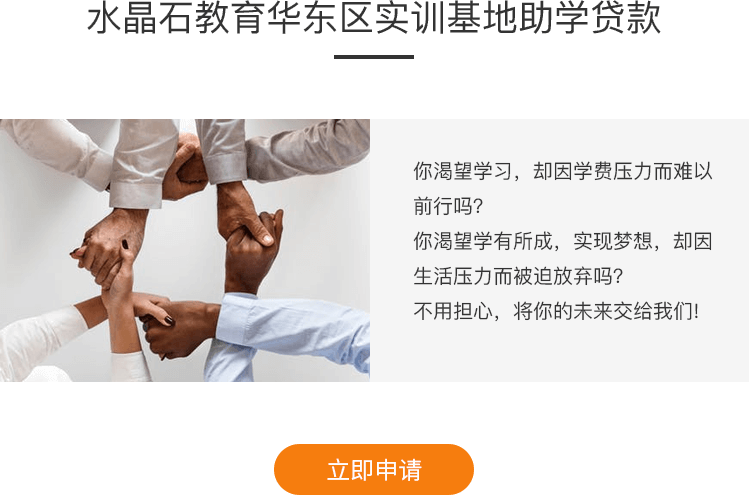 水晶石教育华东区实训基地助学贷款
你渴望学习，却因学费压力而难以
前行吗?
你渴望学有所成，实现梦想，却因
生活压力而被迫放弃吗?
不用担心，将你的未来交给我们!
立即申请